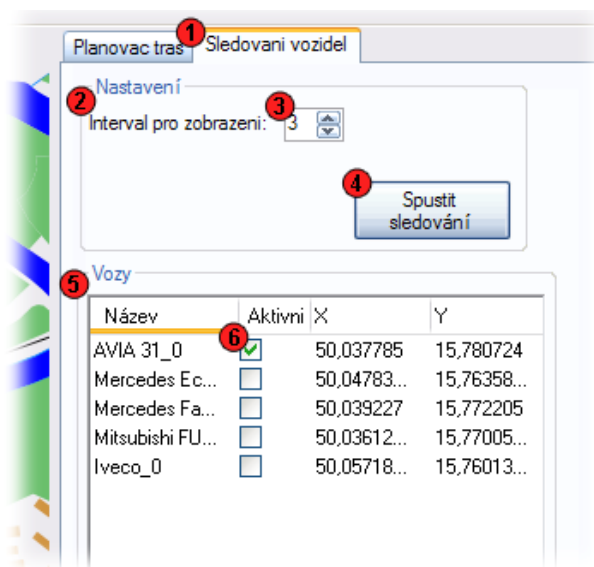 1
Planovac tras Sledovani vozidel
Nastavení
2
3
Interval pro zobrazeni: 3
4
Spustit
sledování
Vozy
5
Název Aktivni X Y
6
AVIA 31_0 50,037785 15,780724
Mercedes Ec... 50,04783... 15,76358...
Mercedes Fa... 50,039227 15,772205
Mitsubishi FU... 50,03612... 15,77005...
Iveco_0 50,05718... 15,76013...